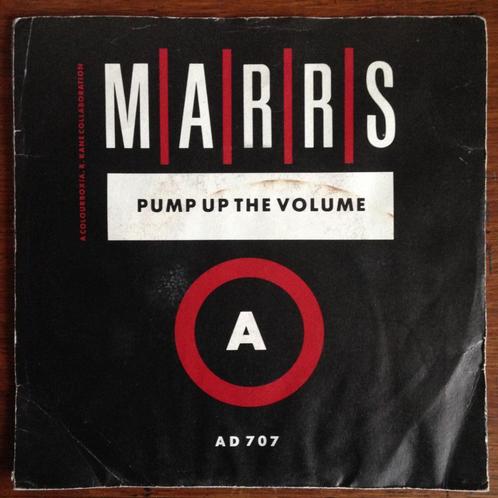 M|A|R|R|S
A COLOURBOX/A. R. KANE COLLABORATION
PUMP UP THE VOLUME
A
AD 707